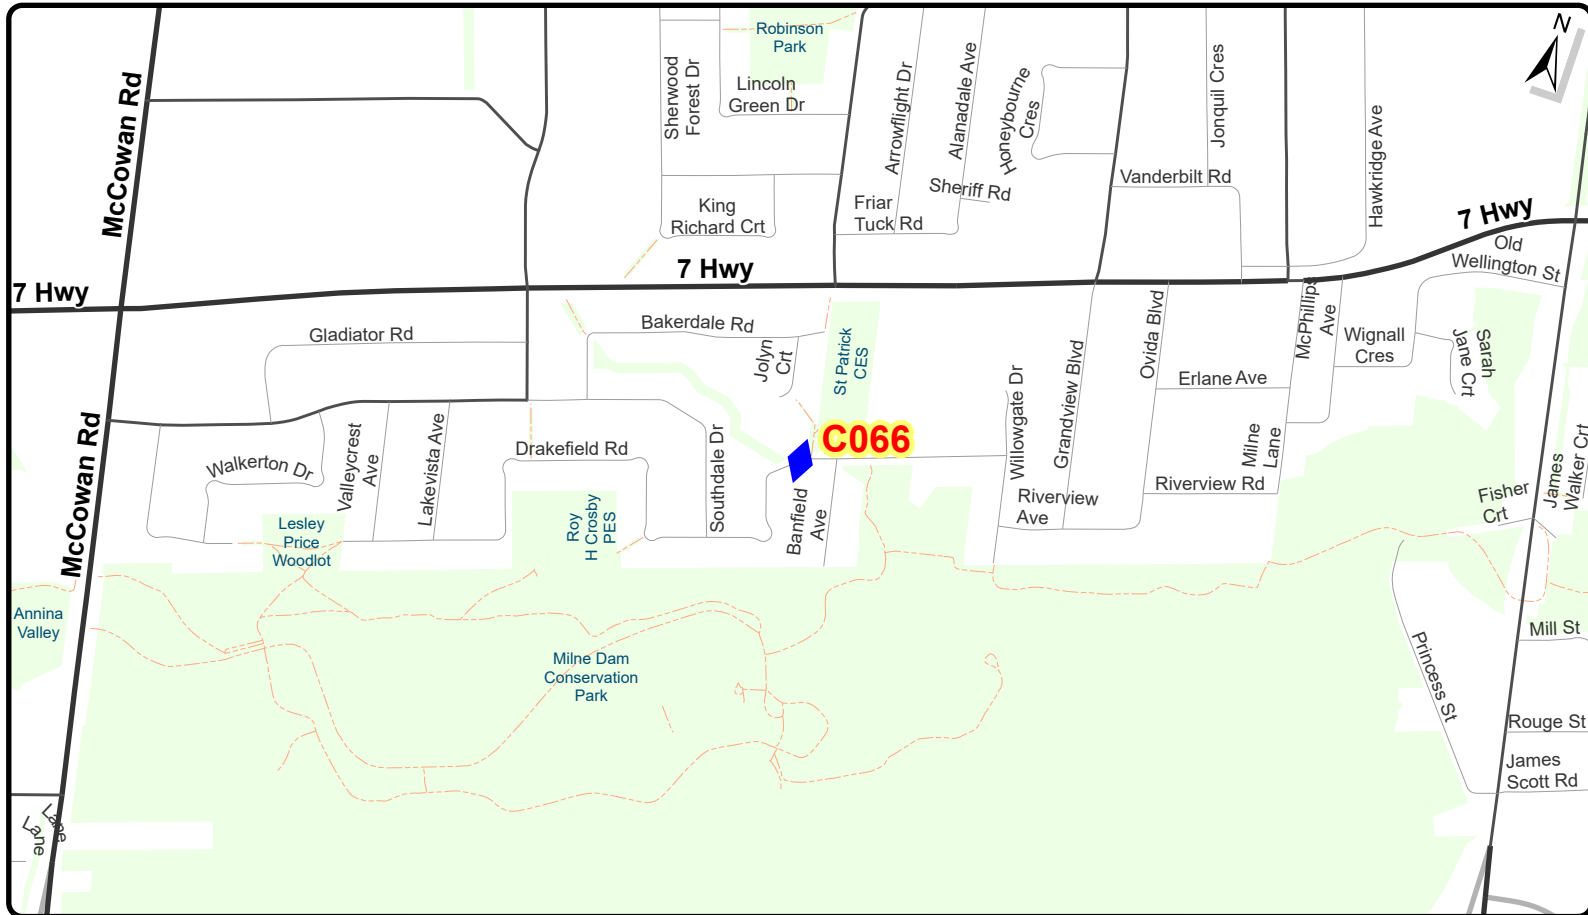 N
Robinson
Park
McCowan Rd
Sherwood
Forest Dr
Lincoln
Green Dr
Arrowflight Dr
Alanadale Ave
Honeybourne
Cres
Jonquil Cres
Hawkridge Ave
Vanderbilt Rd
Sheriff Rd
King
Richard Crt
Friar
Tuck Rd
7 Hwy
7 Hwy
7 Hwy
Old
Wellington St
Gladiator Rd
Bakerdale Rd
Jolyn
Crt
St Patrick
CES
Ovida Blvd
McPhillips
Ave
Wignall
Cres
Sarah
Jane Crt
Grandview Blvd
Willowgate Dr
Erlane Ave
McCowan Rd
Walkerton Dr
Valleycrest
Ave
Lakevista Ave
Drakefield Rd
Southdale Dr
C066
Banfield
Ave
Milne
Lane
Riverview Rd
Riverview
Ave
Fisher
Crt
James
Walker Crt
Lesley
Price
Woodlot
Roy
H Crosby
PES
Annina
Valley
Milne Dam
Conservation
Park
Princess St
Mill St
Rouge St
James
Scott Rd
Lane
Lane